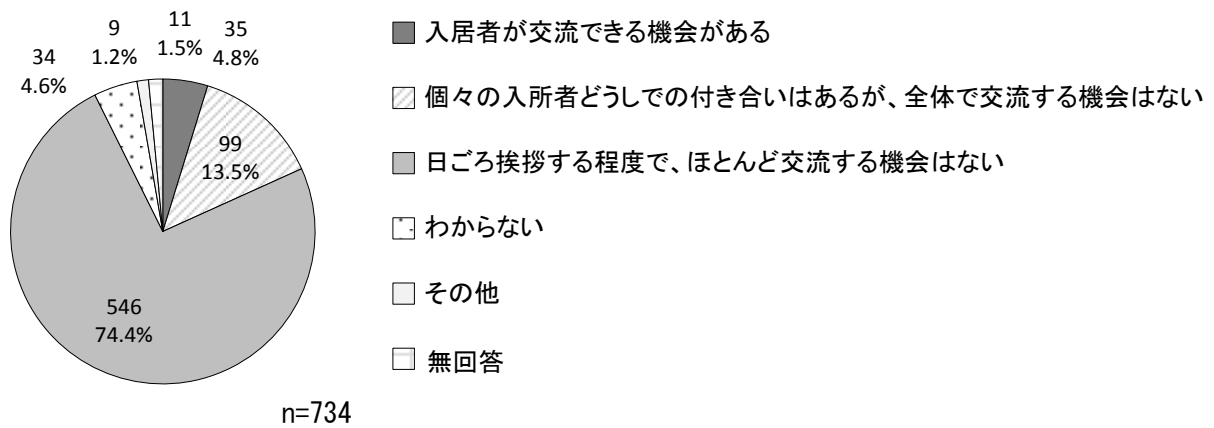 11
1.5%
35
4.8%
9
1.2%
34
4.6%
99
13.5%
546
74.4%
n=734
入居者が交流できる機会がある
個々の入所者どうしでの付き合いはあるが、全体で交流する機会はない
日ごろ挨拶する程度で、ほとんど交流する機会はない
わからない
その他
無回答